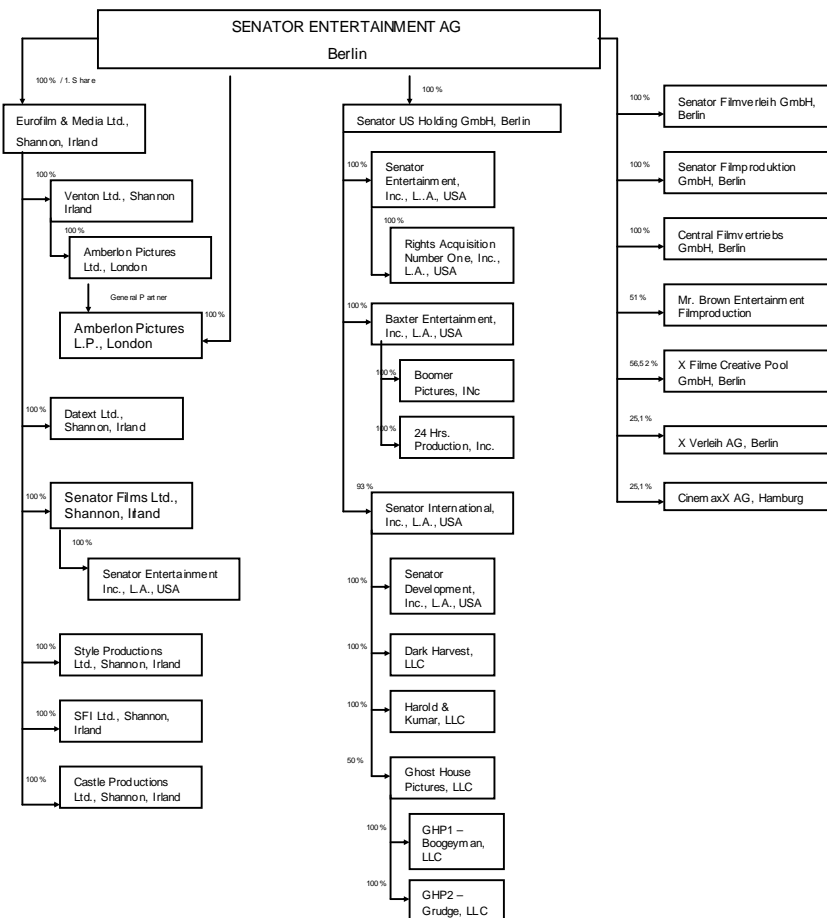 SENATOR ENTERTAINMENT AG
Berlin
100% / 1. Share
Eurofilm & Media Ltd.,
Shannon, Irland
100%
Venton Ltd., Shannon
Irland
100%
Amberlon Pictures
Ltd., London
General Partner
Amberlon Pictures
L.P., London
100%
100%
Datext Ltd.,
Shannon, Irland
100%
Senator Films Ltd.,
Shannon, Irland
100%
Senator Entertainment
Inc., L.A., USA
100%
Style Productions
Ltd., Shannon, Irland
100%
SFI Ltd., Shannon,
Irland
100%
Castle Productions
Ltd., Shannon, Irland
100%
Senator US Holding GmbH, Berlin
100%
Senator
Entertainment,
Inc., L..A., USA
100%
Rights Acquisition
Number One, Inc.,
L.A., USA
100%
Baxter Entertainment,
Inc., L.A., USA
100%
Boomer
Pictures, INc
100%
24 Hrs.
Production, Inc.
93%
Senator International,
Inc., L.A., USA
100%
Senator
Development,
Inc., L.A., USA
100%
Dark Harvest,
LLC
100%
Harold &
Kumar, LLC
50%
Ghost House
Pictures, LLC
100%
GHP1 –
Boogeyman,
LLC
100%
GHP2 –
Grudge, LLC
100%
Senator Filmverleih GmbH,
Berlin
100%
Senator Filmproduktion
GmbH, Berlin
100%
Central Filmvertriebs
GmbH, Berlin
51%
Mr. Brown Entertainment
Filmproduction
56,52%
X Filme Creative Pool
GmbH, Berlin
25,1%
X Verleih AG, Berlin
25,1%
CinemaxX AG, Hamburg